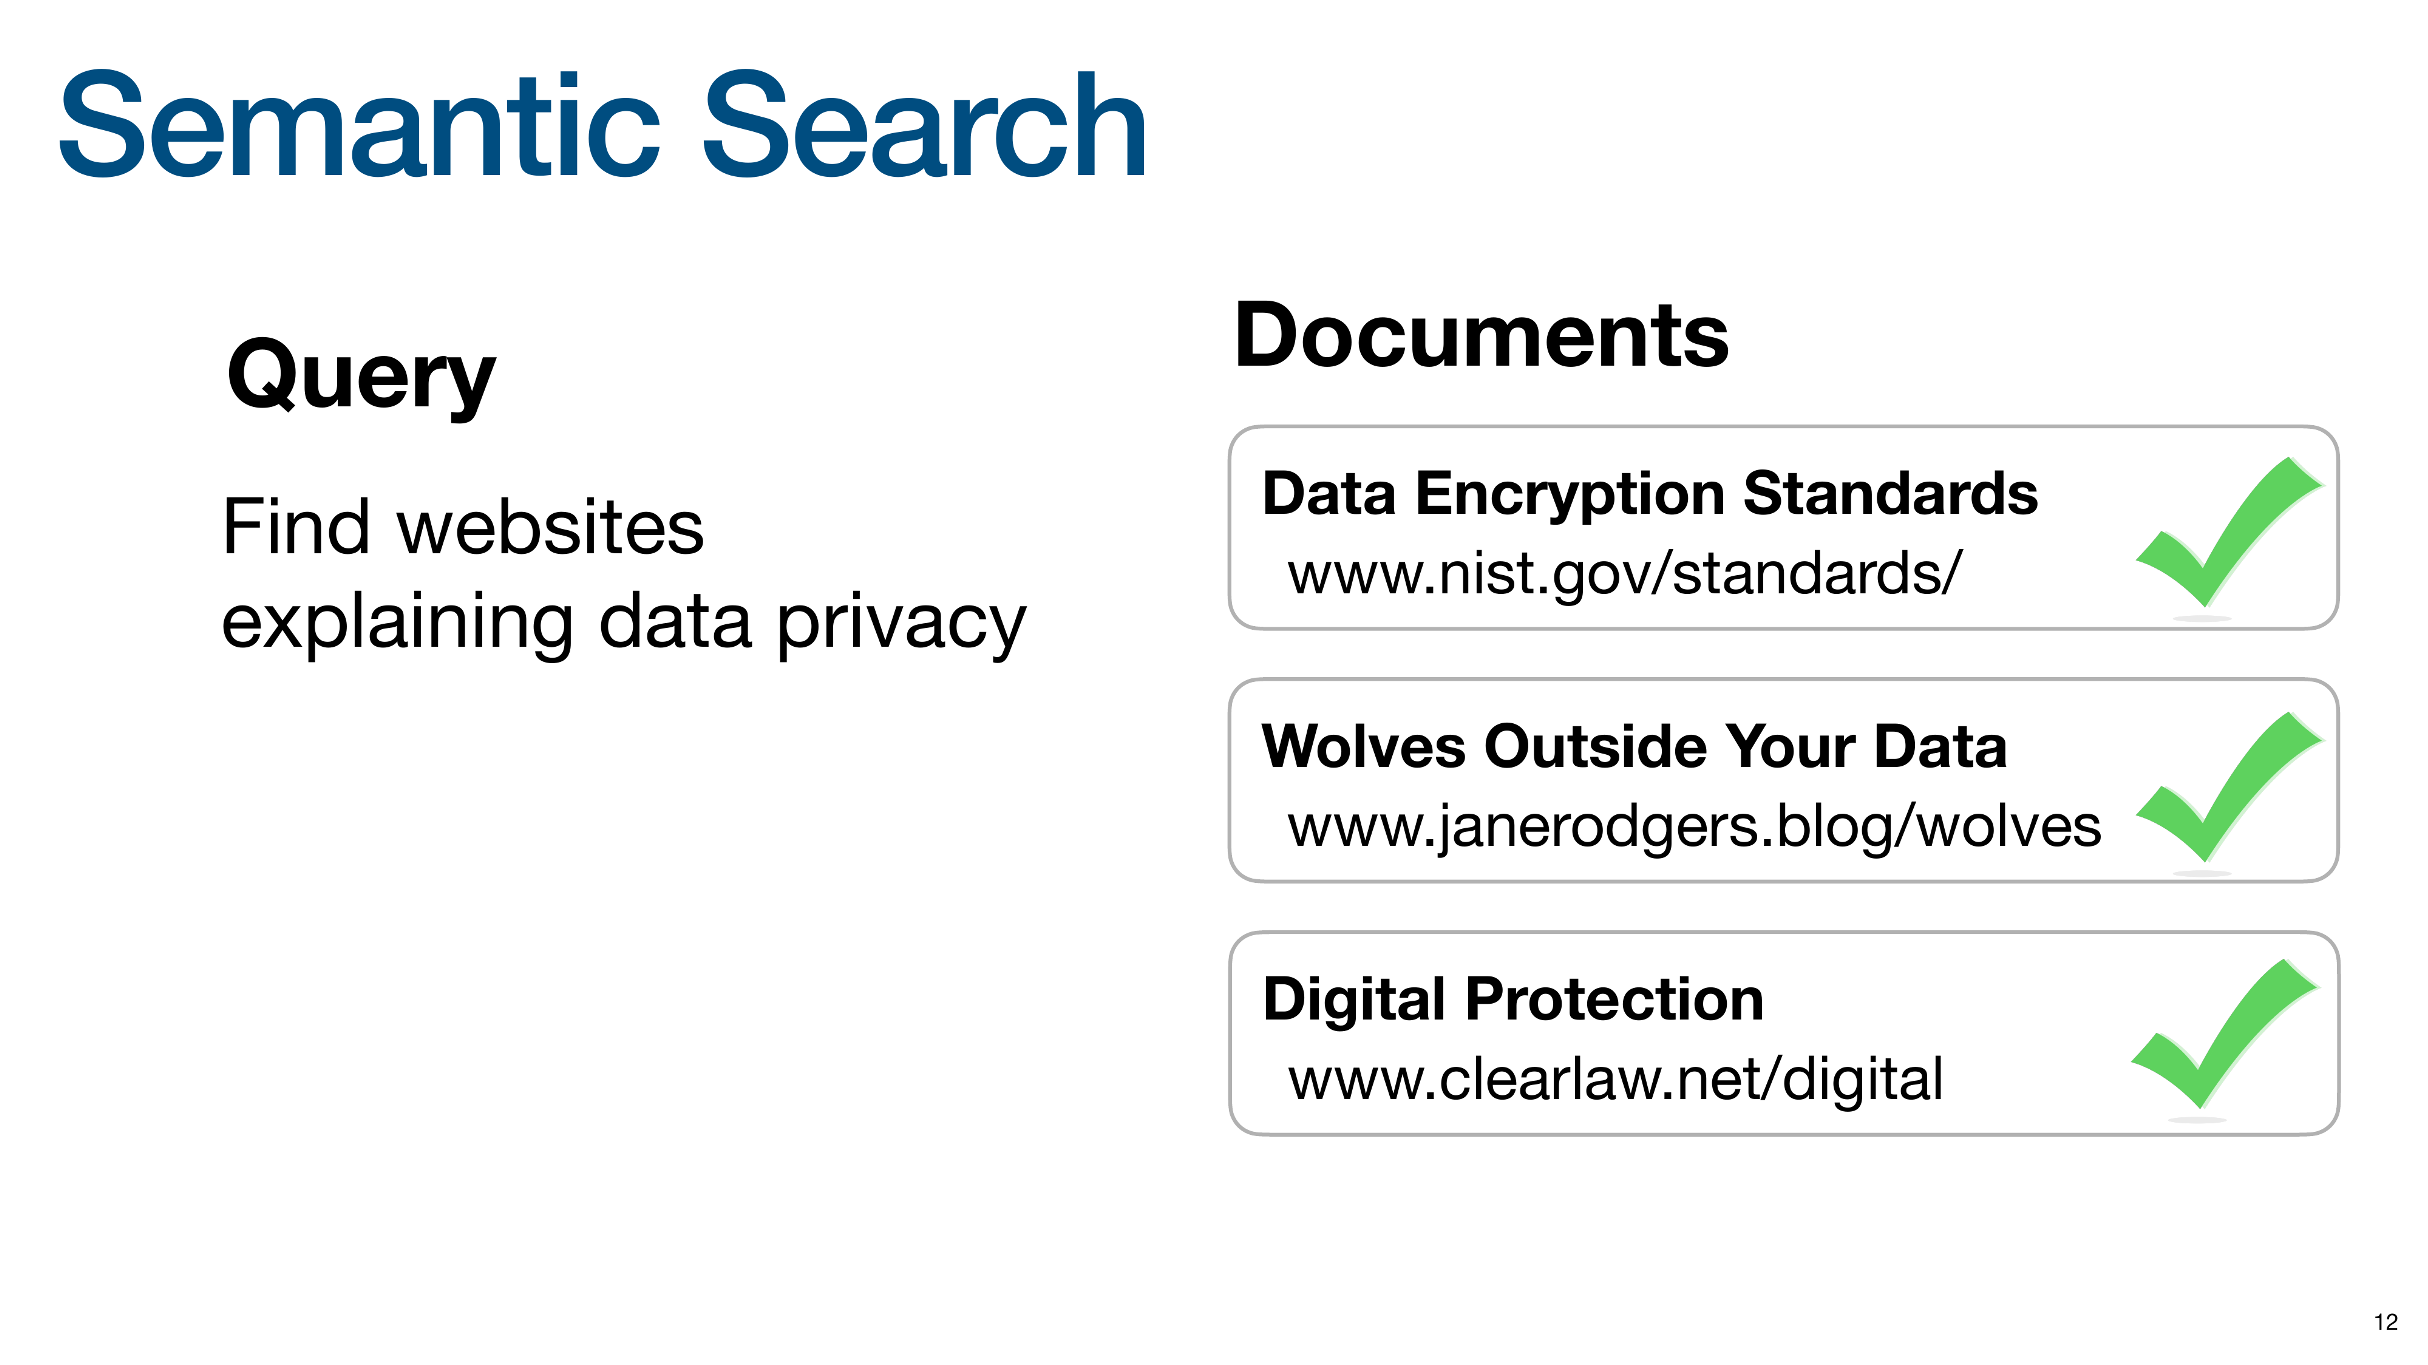 Semantic Search
Query
Find websites
explaining data privacy
Documents
Data Encryption Standards
www.nist.gov/standards/
Wolves Outside Your Data
www.janerodgers.blog/wolves
Digital Protection
www.clearlaw.net/digital
12